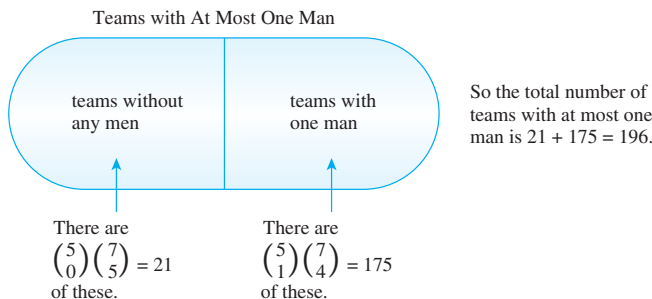 Teams with At Most One Man
teams without
any men
teams with
one man
So the total number of
teams with at most one
man is 21 + 175 = 196.
There are
(5 0)(7 5) = 21
of these.
There are
(5 1)(7 4) = 175
of these.